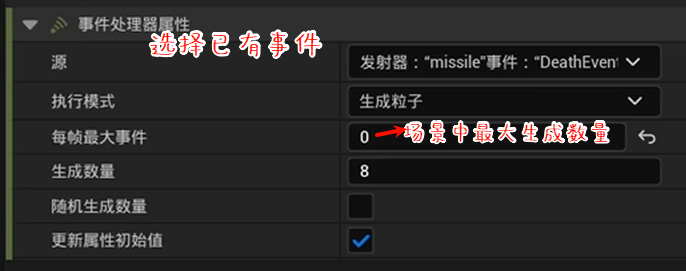 事件处理器属性
选择已有事件
源
发射器："missile"事件："DeathEvent
执行模式
生成粒子
每帧最大事件
0
场景中最大生成数量
生成数量
8
随机生成数量
更新属性初始值